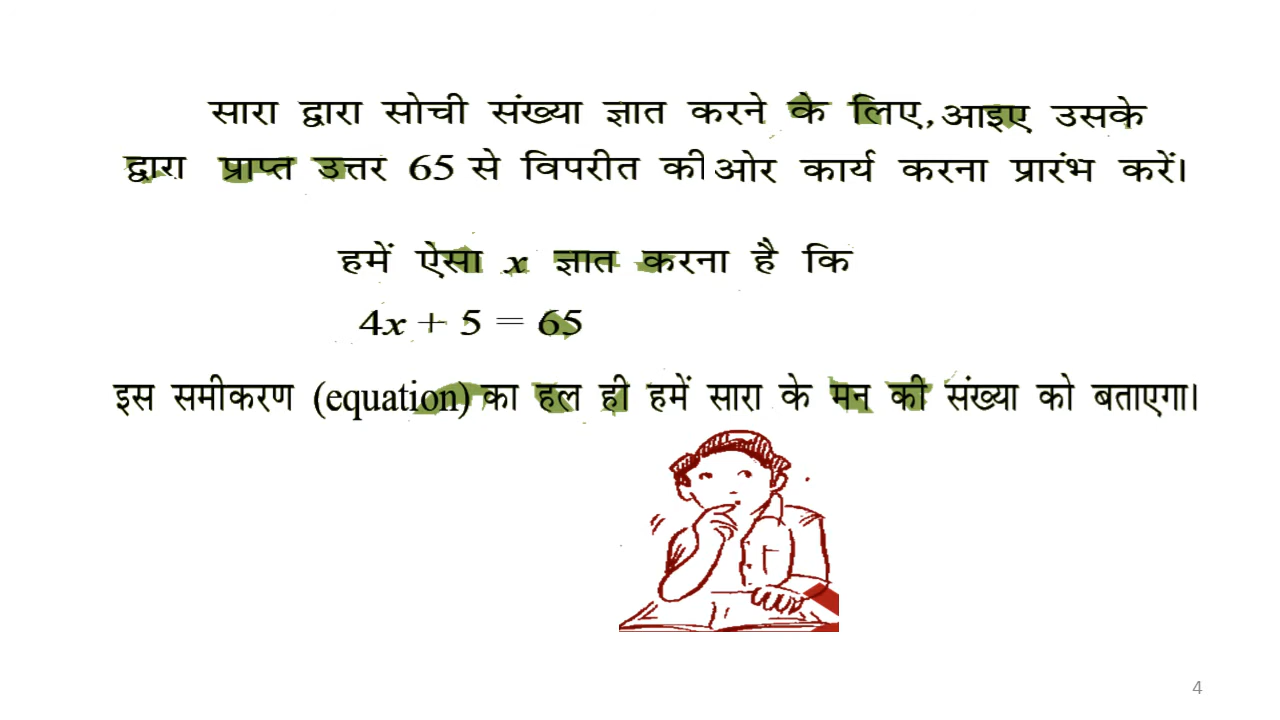 सारा द्वारा सोची संख्या ज्ञात करने के लिए, आइए उसके
द्वारा प्राप्त उत्तर 65 से विपरीत की ओर कार्य करना प्रारंभ करें।
हमें ऐसा x ज्ञात करना है कि
4x + 5 = 65
इस समीकरण (equation) का हल ही हमें सारा के मन की संख्या को बताएगा।
4